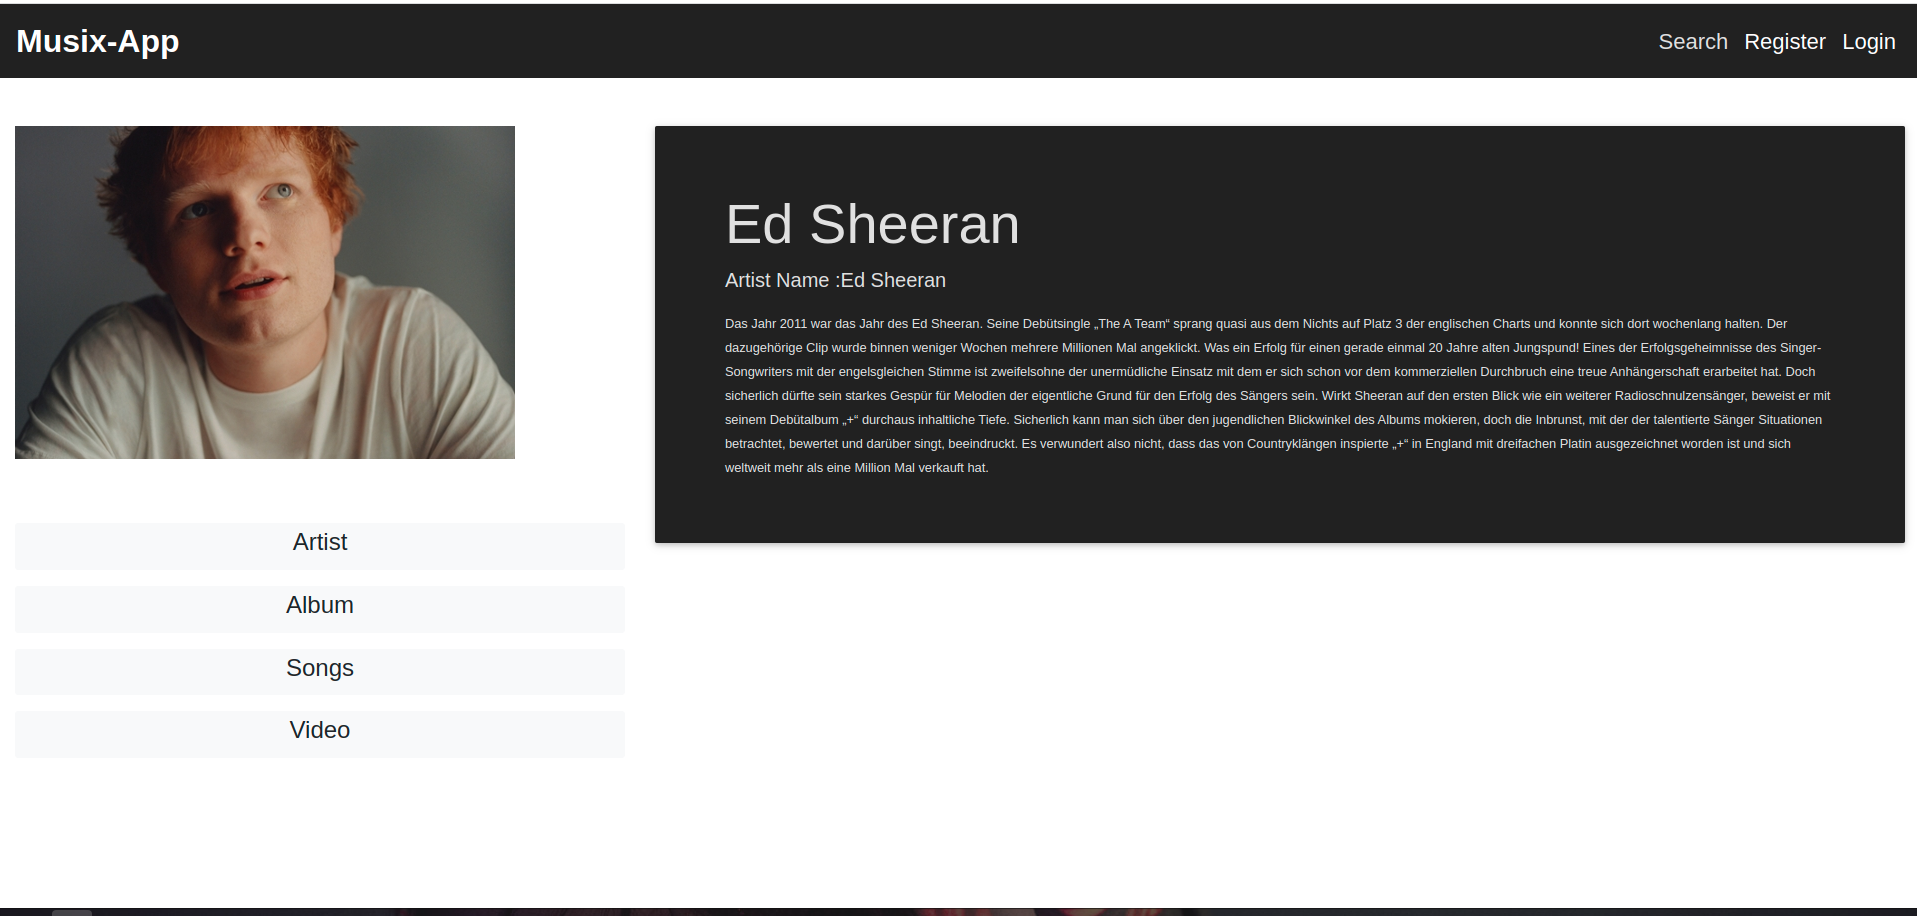 Musix-App
Search Register Login
Ed Sheeran
Artist Name :Ed Sheeran
Das Jahr 2011 war das Jahr des Ed Sheeran. Seine Debütsingle „The A Team“ sprang quasi aus dem Nichts auf Platz 3 der englischen Charts und konnte sich dort wochenlang halten. Der
dazugehörige Clip wurde binnen weniger Wochen mehrere Millionen Mal angeklickt. Was ein Erfolg für einen gerade einmal 20 Jahre alten Jungspund! Eines der Erfolgsgeheimnisse des Singer-
Songwriters mit der engelsgleichen Stimme ist zweifelsohne der unermüdliche Einsatz mit dem er sich schon vor dem kommerziellen Durchbruch eine treue Anhängerschaft erarbeitet hat. Doch
sicherlich dürfte sein starkes Gespür für Melodien der eigentliche Grund für den Erfolg des Sängers sein. Wirkt Sheeran auf den ersten Blick wie ein weiterer Radioschnulzensänger, beweist er mit
seinem Debütalbum „+“ durchaus inhaltliche Tiefe. Sicherlich kann man sich über den jugendlichen Blickwinkel des Albums mokieren, doch die Inbrunst, mit der der talentierte Sänger Situationen
betrachtet, bewertet und darüber singt, beeindruckt. Es verwundert also nicht, dass das von Countryklängen inspierte „+“ in England mit dreifachen Platin ausgezeichnet worden ist und sich
weltweit mehr als eine Million Mal verkauft hat.
Artist
Album
Songs
Video